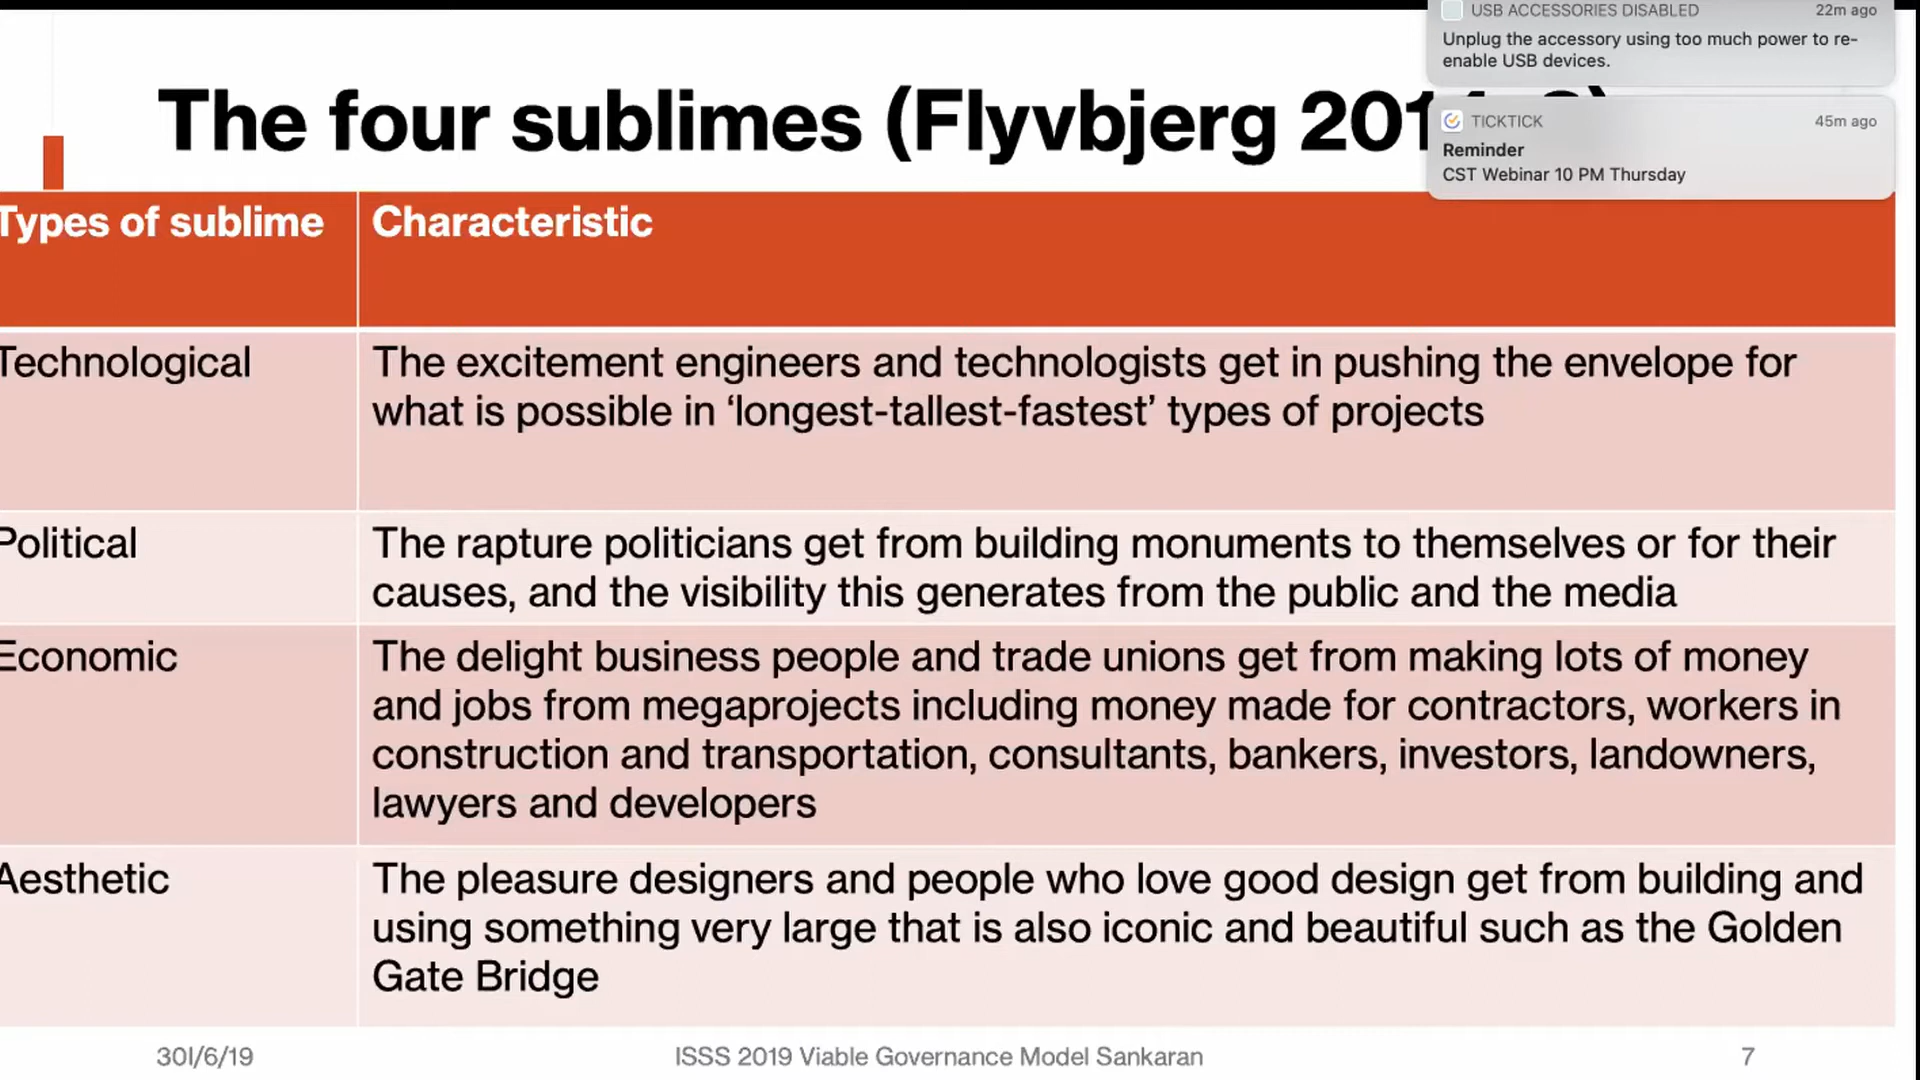 USB ACCESSORIES DISABLED 22m ago
Unplug the accessory using too much power to re-
enable USB devices.
The four sublimes (Flyvbjerg
TICKTICK 45m ago
Reminder
CST Webinar 10 PM Thursday
Types of sublime Characteristic
Technological The excitement engineers and technologists get in pushing the envelope for
what is possible in ‘longest-tallest-fastest’ types of projects
Political The rapture politicians get from building monuments to themselves or for their
causes, and the visibility this generates from the public and the media
Economic The delight business people and trade unions get from making lots of money
and jobs from megaprojects including money made for contractors, workers in
construction and transportation, consultants, bankers, investors, landowners,
lawyers and developers
Aesthetic The pleasure designers and people who love good design get from building and
using something very large that is also iconic and beautiful such as the Golden
Gate Bridge
30I/6/19 ISSS 2019 Viable Governance Model Sankaran 7